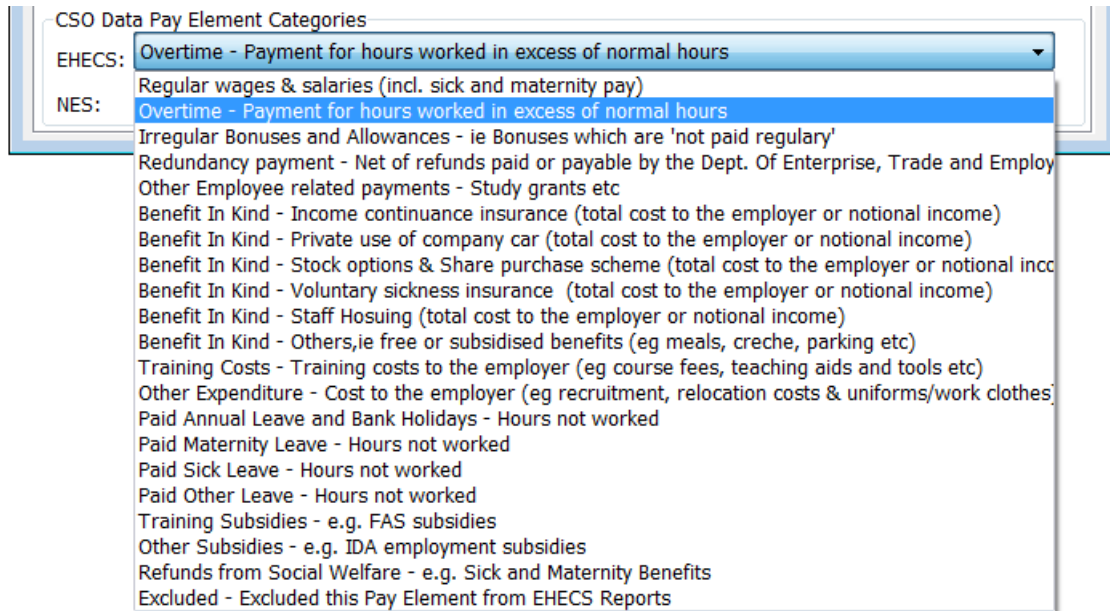 CSO Data Pay Element Categories
EHECS: Overtime - Payment for hours worked in excess of normal hours
Regular wages & salaries (incl. sick and maternity pay)
NES:
Overtime - Payment for hours worked in excess of normal hours
Irregular Bonuses and Allowances - ie Bonuses which are 'not paid regulary'
Redundancy payment - Net of refunds paid or payable by the Dept. Of Enterprise, Trade and Employ
Other Employee related payments - Study grants etc
Benefit In Kind - Income continuance insurance (total cost to the employer or notional income)
Benefit In Kind - Private use of company car (total cost to the employer or notional income)
Benefit In Kind - Stock options & Share purchase scheme (total cost to the employer or notional inco
Benefit In Kind - Voluntary sickness insurance  (total cost to the employer or notional income)
Benefit In Kind - Staff Hosuing (total cost to the employer or notional income)
Benefit In Kind - Others,ie free or subsidised benefits (eg meals, creche, parking etc)
Training Costs - Training costs to the employer (eg course fees, teaching aids and tools etc)
Other Expenditure - Cost to the employer (eg recruitment, relocation costs & uniforms/work clothes)
Paid Annual Leave and Bank Holidays - Hours not worked
Paid Maternity Leave - Hours not worked
Paid Sick Leave - Hours not worked
Paid Other Leave - Hours not worked
Training Subsidies - e.g. FAS subsidies
Other Subsidies - e.g. IDA employment subsidies
Refunds from Social Welfare - e.g. Sick and Maternity Benefits
Excluded - Excluded this Pay Element from EHECS Reports